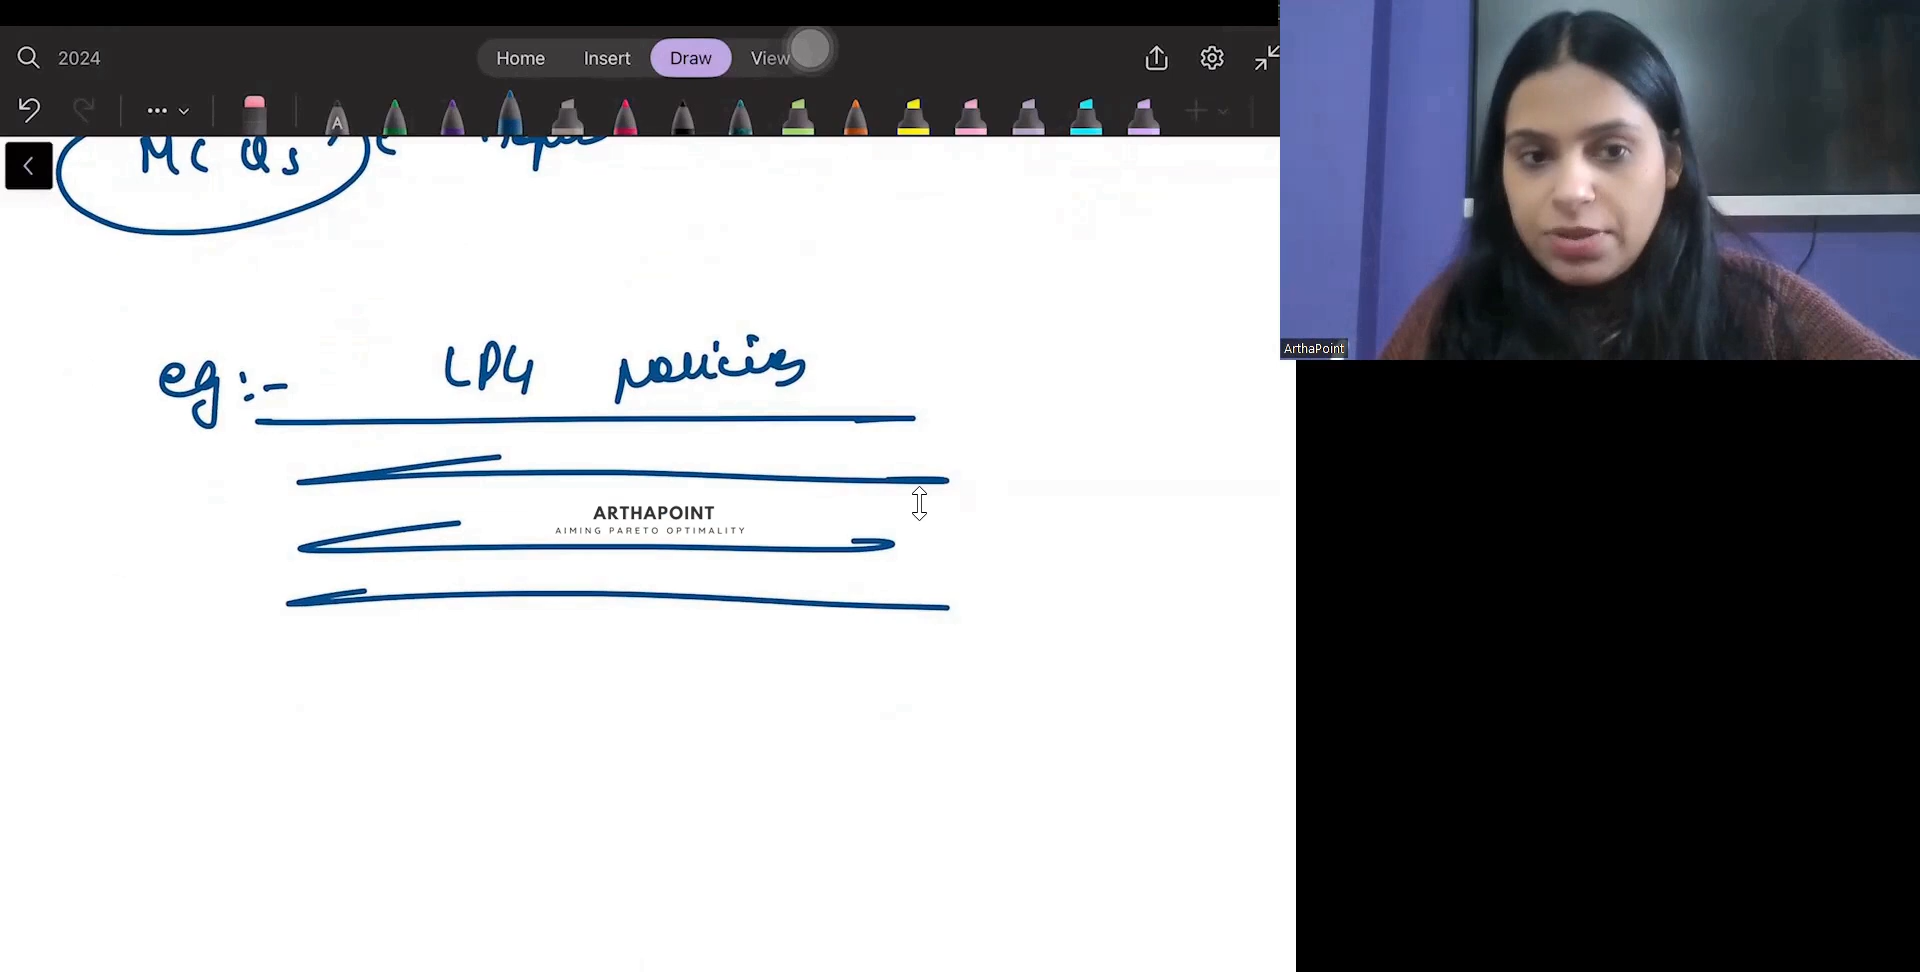 2024
Home Insert Draw View
A
MCQs
eg:- LPG policies
ARTHAPOINT
AIMING PARETO OPTIMALITY
ArthaPoint